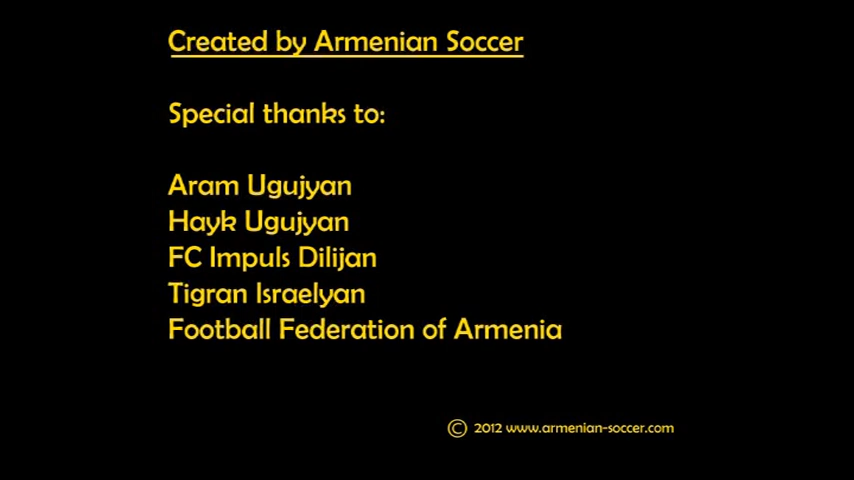 Created by Armenian Soccer
Special thanks to:
Aram Ugujyan
Hayk Ugujyan
FC Impuls Dilijan
Tigran Israelyan
Football Federation of Armenia
© 2012 www.armenian-soccer.com